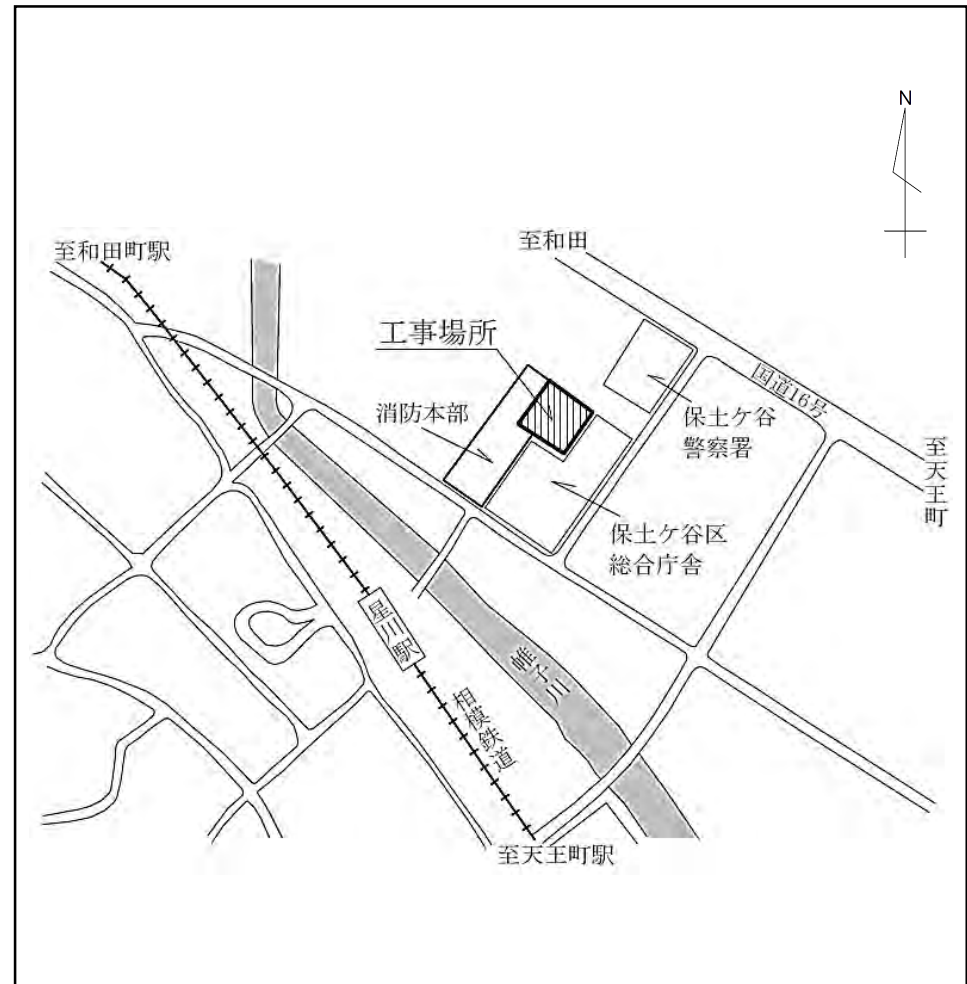 N
至和田町駅
至和田
工事場所
国道16号
消防本部
保土ケ谷
警察署
至天王町
保土ケ谷区
総合庁舎
星川駅
帷子川
相模鉄道
至天王町駅